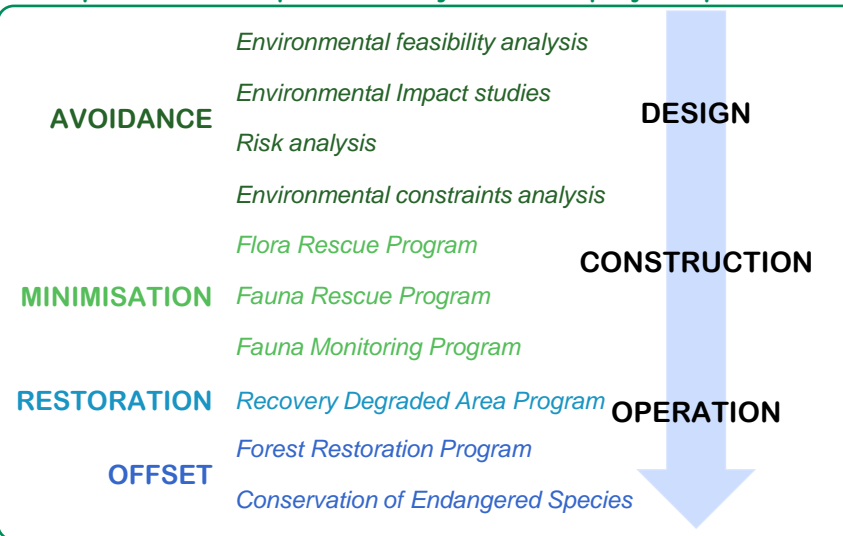 Environmental feasibility analysis
Environmental Impact studies
AVOIDANCE
DESIGN
Risk analysis
Environmental constraints analysis
Flora Rescue Program
CONSTRUCTION
MINIMISATION
Fauna Rescue Program
Fauna Monitoring Program
RESTORATION
Recovery Degraded Area Program
OPERATION
Forest Restoration Program
OFFSET
Conservation of Endangered Species